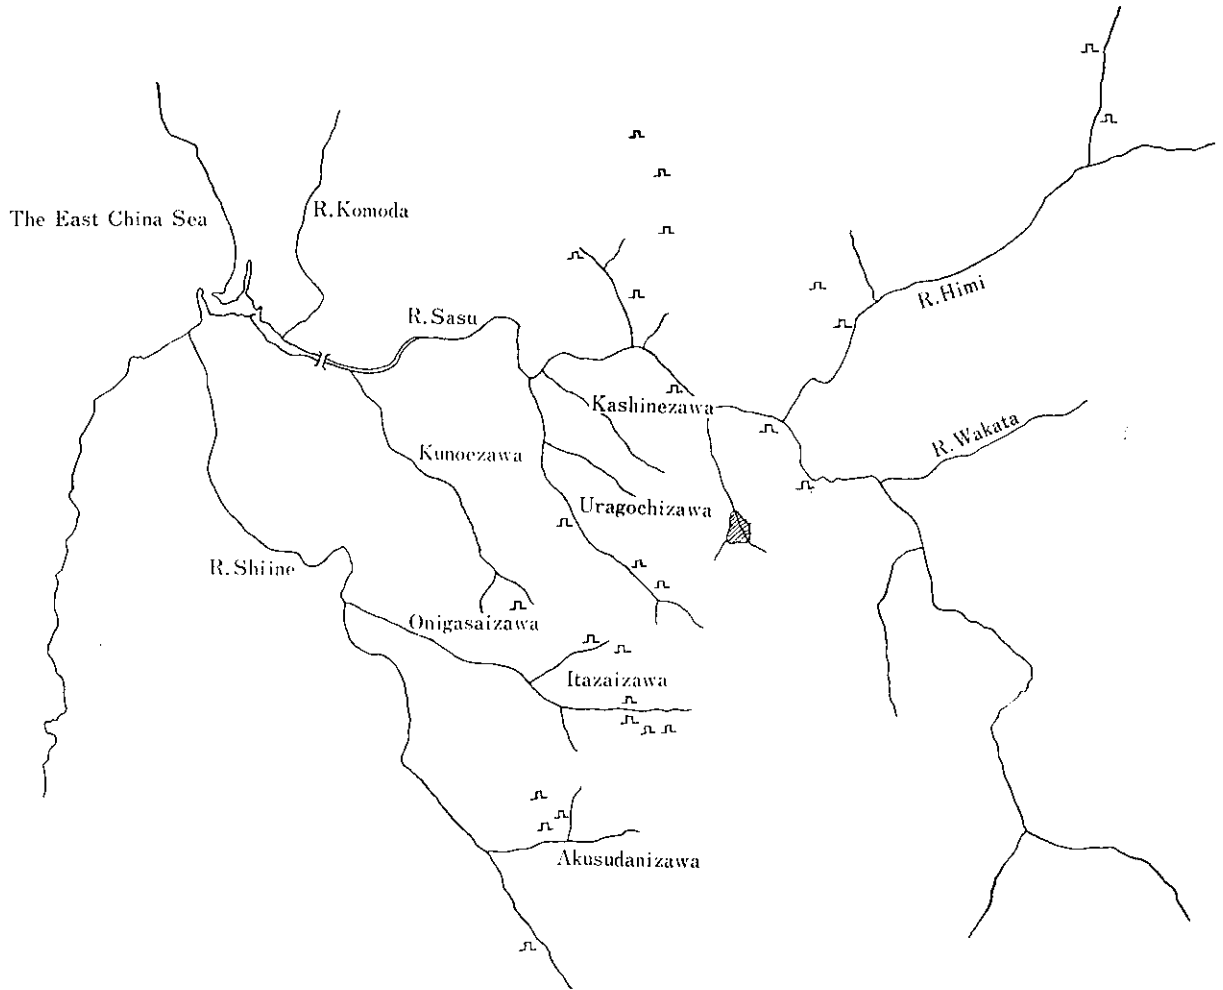 The East China Sea
R.Komoda
R.Himi
R.Sasu
Kashinezawa
R.Wakata
Kunoezawa
Uragochizawa
R.Shiine
Onigasaizawa
Itazaizawa
Akusudanizawa